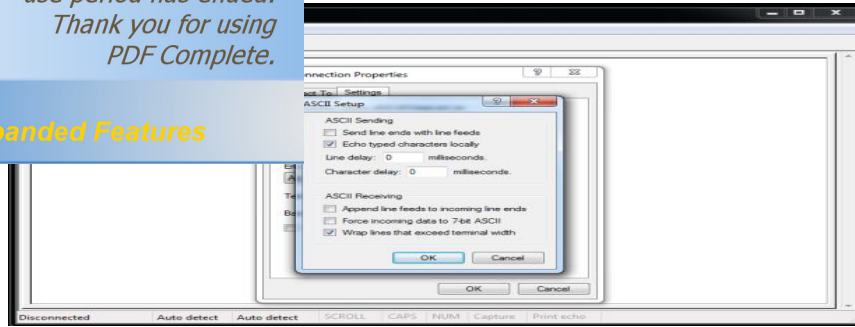 use period has ended.
Thank you for using
PDF Complete.
panded Features
nnection Properties
ect To Settings
ASCII Setup
ASCII Sending
Send line ends with line feeds
Echo typed characters locally
Line delay: 0 milliseconds.
Character delay: 0 milliseconds.
ASCII Receiving
Append line feeds to incoming line ends
Force incoming data to 7-bit ASCII
Wrap lines that exceed terminal width
OK Cancel
OK Cancel
Disconnected Auto detect Auto detect SCROLL CAPS NUM Capture Print echo